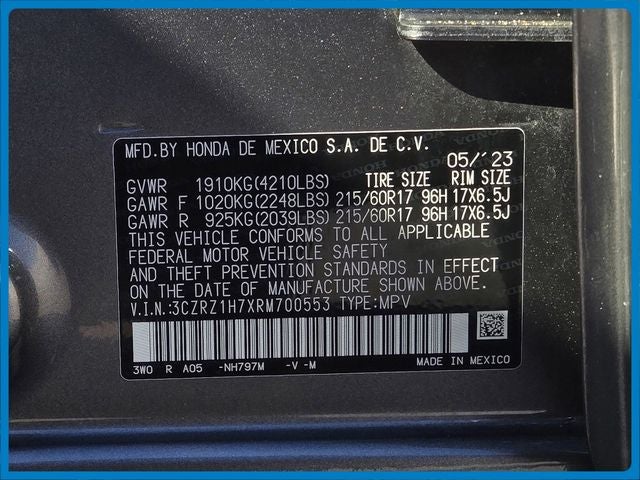 MFD.BY HONDA DE MEXICO S.A. DE C.V. 05/'23
GVWR 1910KG(4210LBS) TIRE SIZE RIM SIZE
GAWR F 1020KG(2248LBS) 215/60R17 96H 17X6.5J
GAWR R 925KG(2039LBS) 215/60R17 96H 17X6.5J
THIS VEHICLE CONFORMS TO ALL APPLICABLE
FEDERAL MOTOR VEHICLE SAFETY
AND THEFT PREVENTION STANDARDS IN EFFECT
ON THE DATE OF MANUFACTURE SHOWN ABOVE.
V.I.N.:3CZRZ1H7XRM700553 TYPE:MPV
3W0 R A05 -NH797M -V -M MADE IN MEXICO